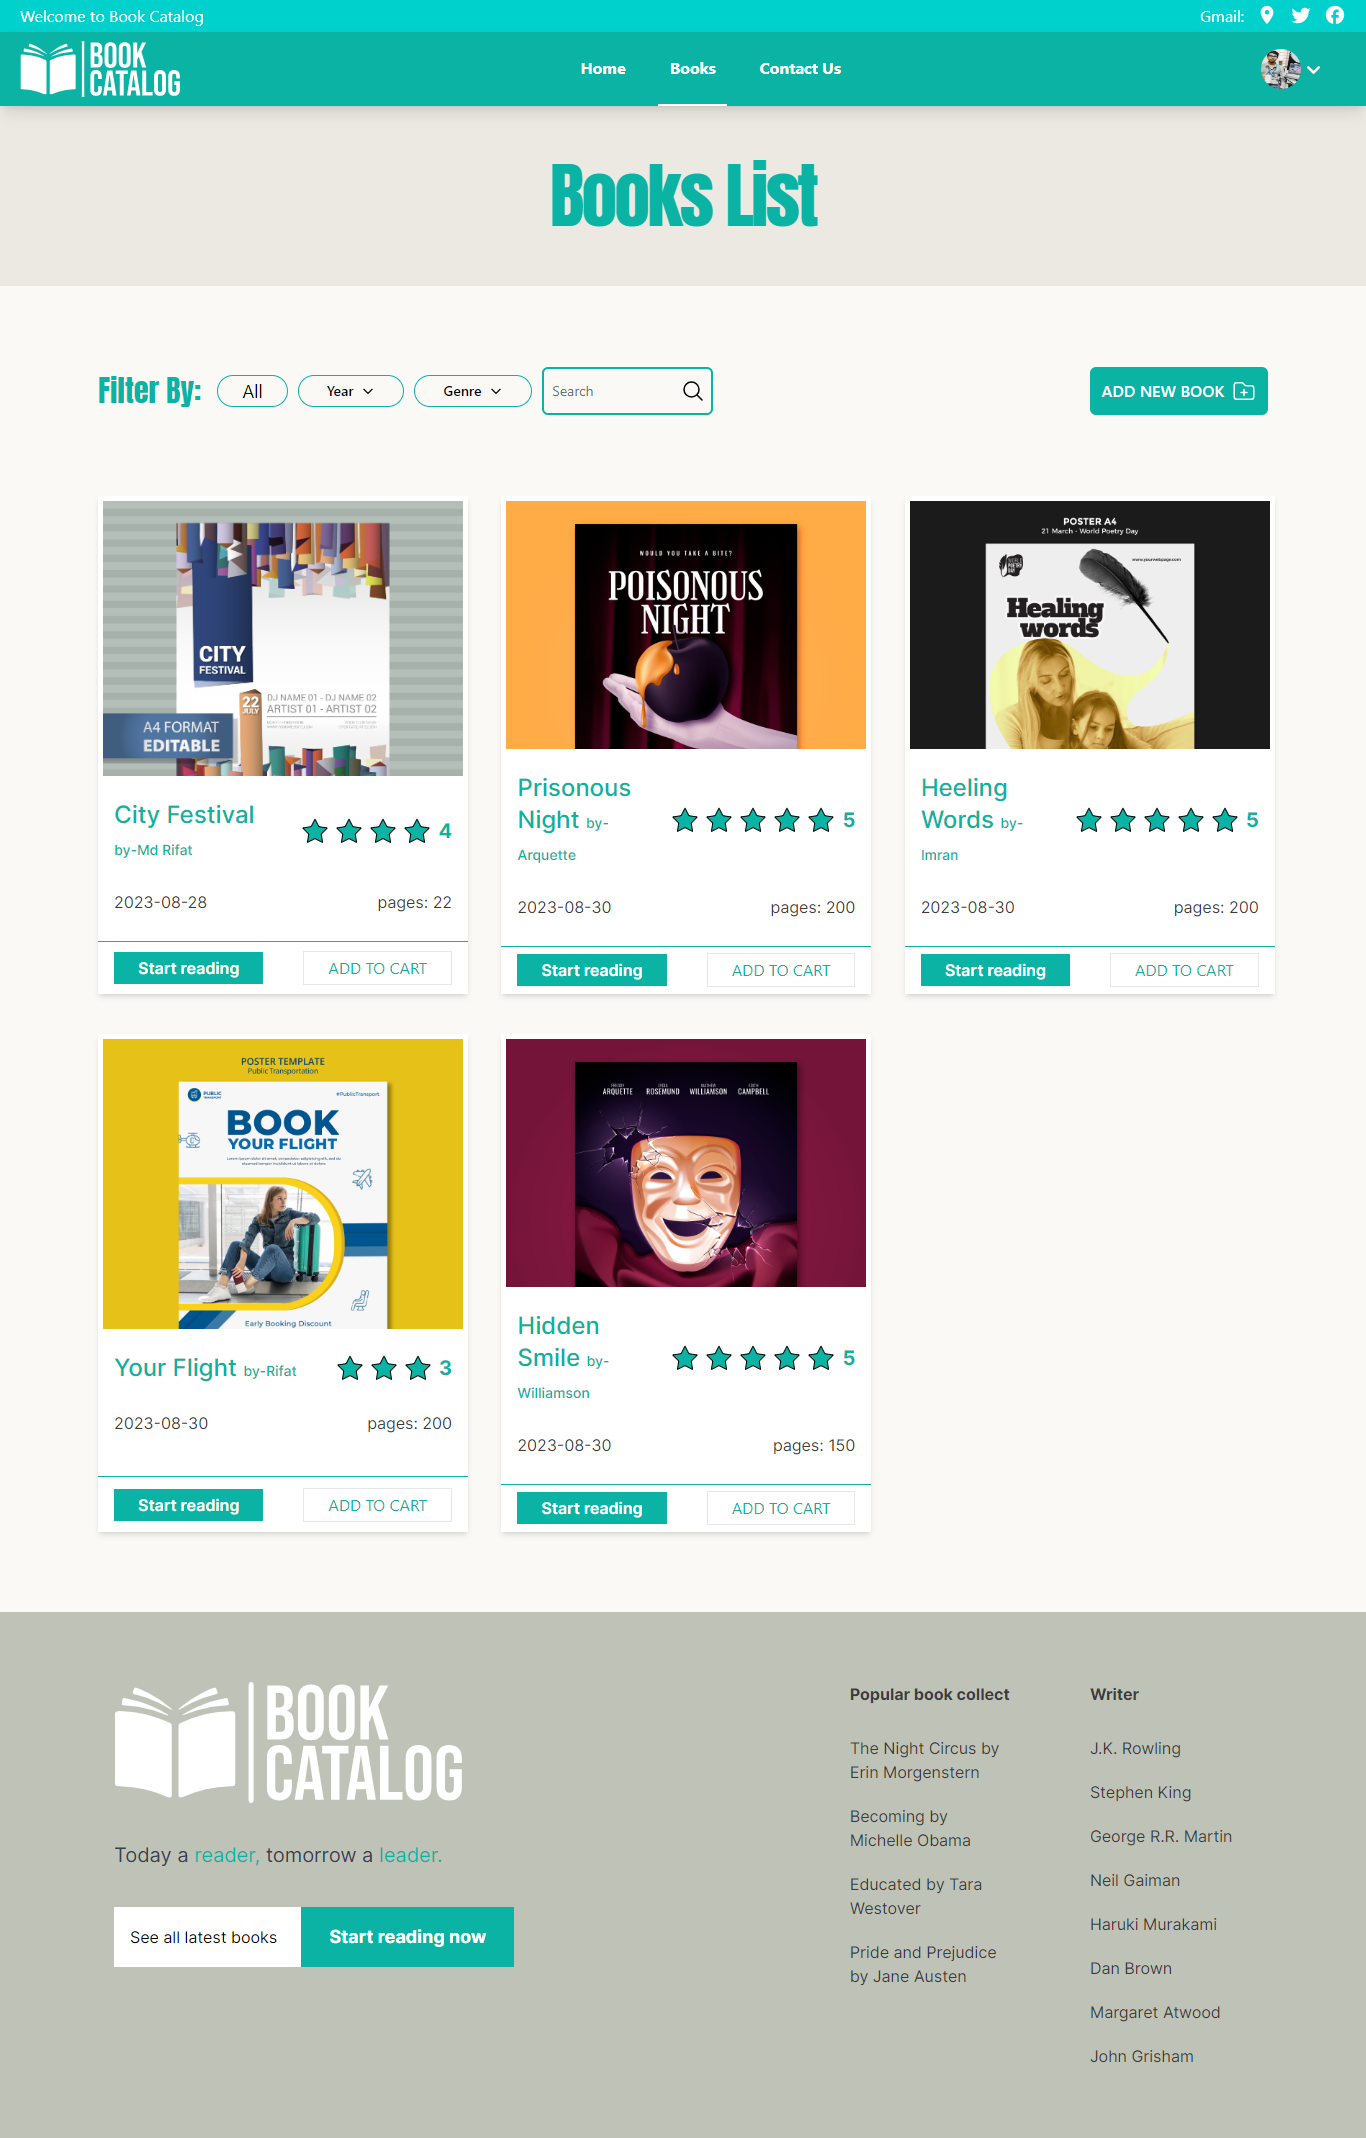 Welcome to Book Catalog
Gmail:
BOOK
CATALOG
Home
Books
Contact Us
Books List
Filter By:
All
Year
Genre
Search
ADD NEW BOOK
CITY
FESTIVAL
22
JULY
DJ NAME 01 - DJ NAME 02
ARTIST 01 - ARTIST 02
A4 FORMAT
EDITABLE
City Festival
by-Md Rifat
4
2023-08-28
pages: 22
Start reading
ADD TO CART
WOULD YOU TAKE A BITE?
POISONOUS
NIGHT
Prisonous
Night by-
Arquette
5
2023-08-30
pages: 200
Start reading
ADD TO CART
POSTER A4
21 March - World Poetry Day
www.yourwebpage.com
Healing
words
Heeling
Words by-
Imran
5
2023-08-30
pages: 200
Start reading
ADD TO CART
POSTER TEMPLATE
Public Transportation
PUBLIC
#PublicTransport
BOOK
YOUR FLIGHT
Early Booking Discount
Your Flight by-Rifat
3
2023-08-30
pages: 200
Start reading
ADD TO CART
ARQUETTE
ROSEMUND
WILLIAMSON
CAMPBELL
Hidden
Smile by-
Williamson
5
2023-08-30
pages: 150
Start reading
ADD TO CART
BOOK
CATALOG
Today a reader, tomorrow a leader.
See all latest books
Start reading now
Popular book collect
The Night Circus by
Erin Morgenstern
Becoming by
Michelle Obama
Educated by Tara
Westover
Pride and Prejudice
by Jane Austen
Writer
J.K. Rowling
Stephen King
George R.R. Martin
Neil Gaiman
Haruki Murakami
Dan Brown
Margaret Atwood
John Grisham